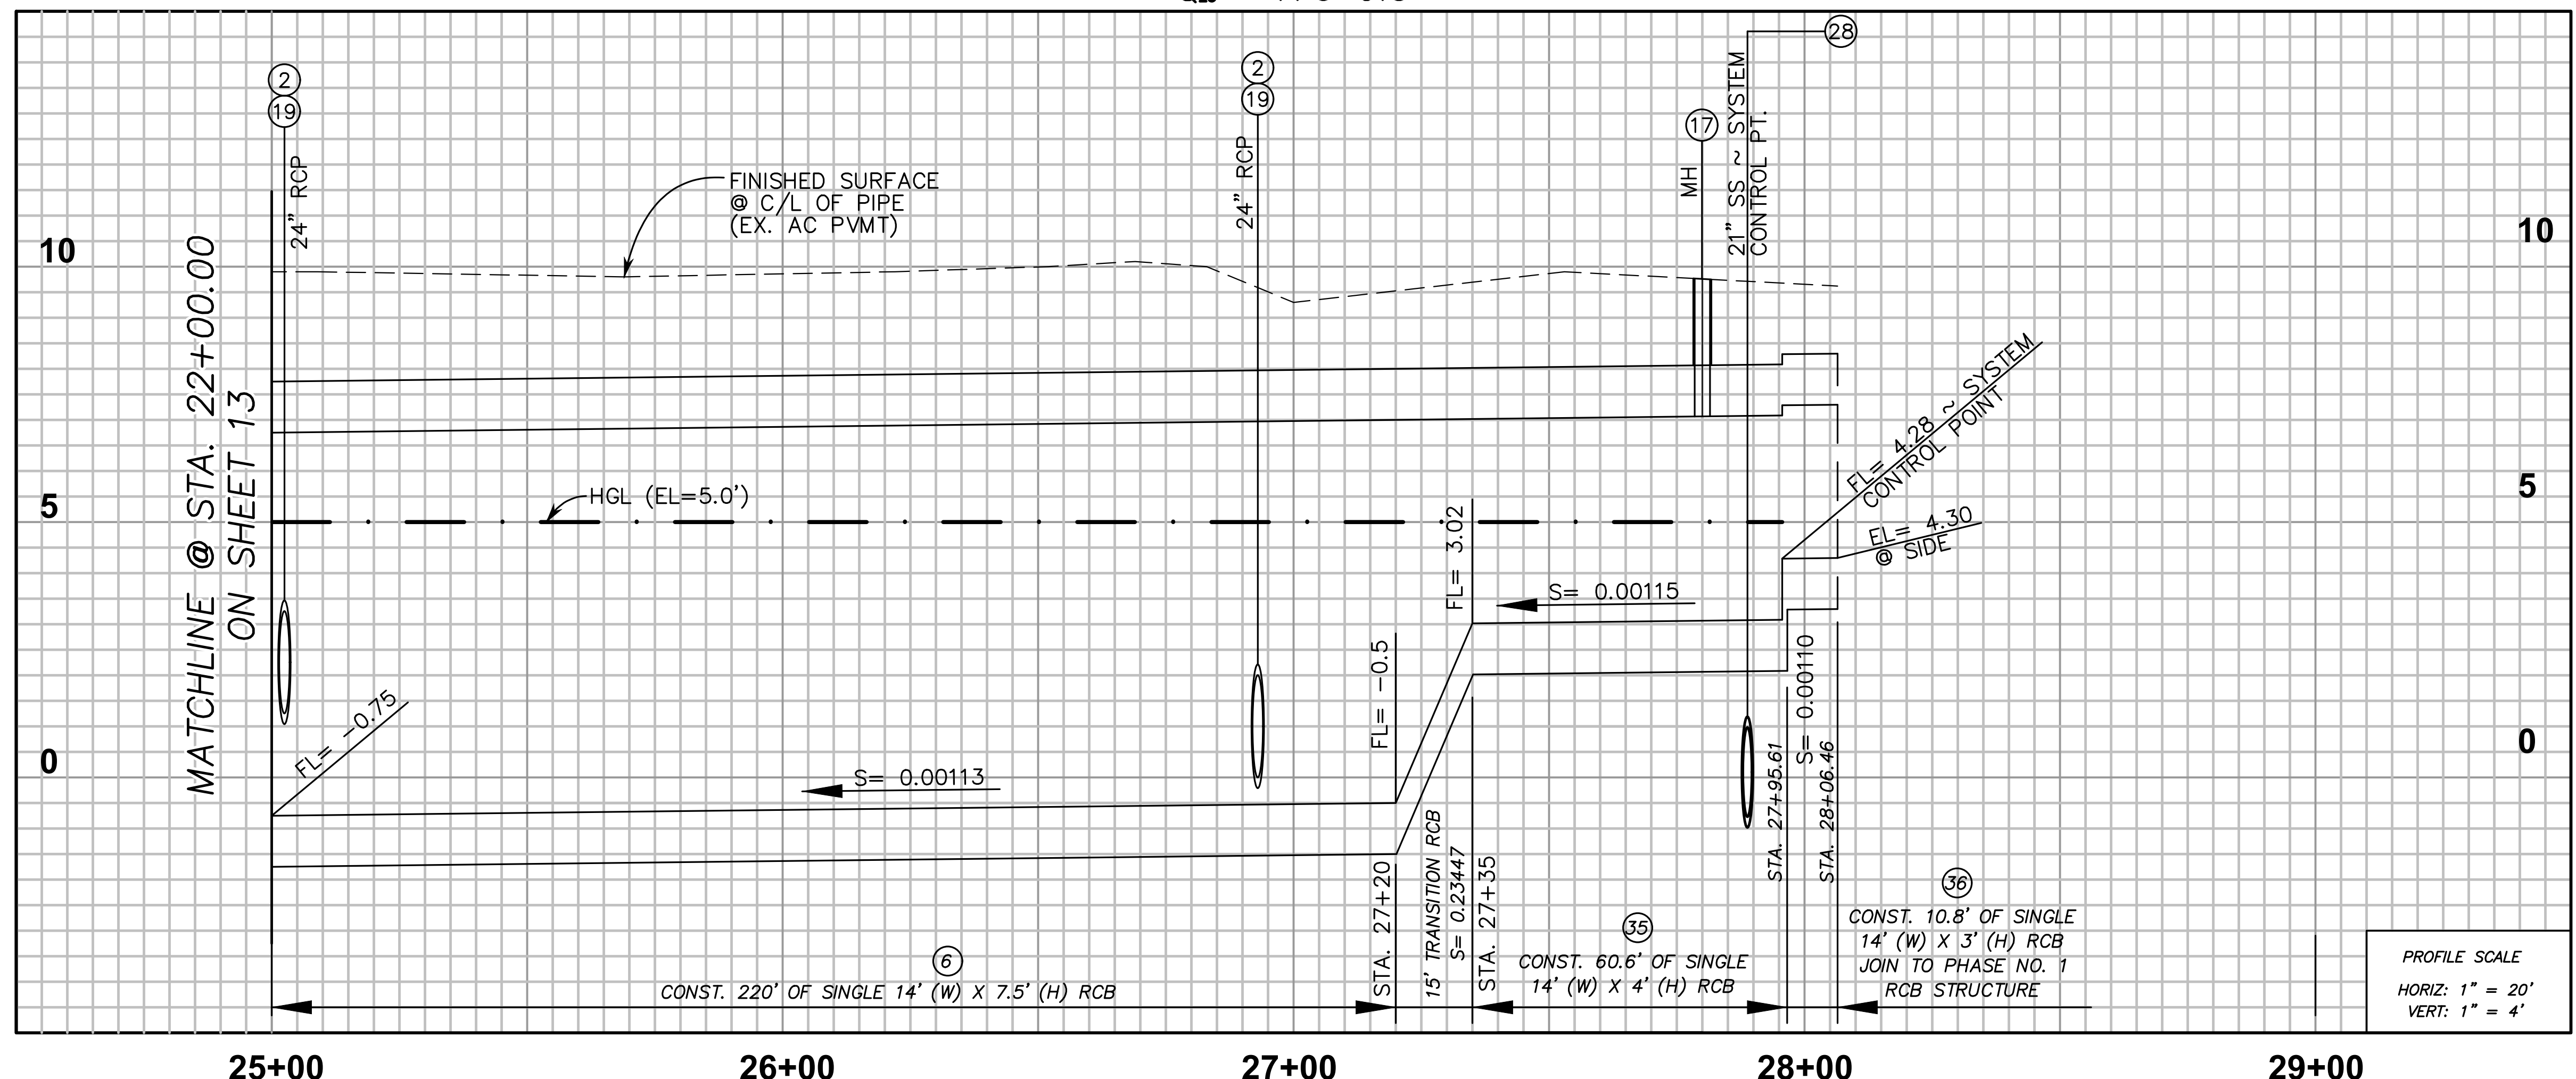 2
19
24" RCP
2
19
24" RCP
17
MH
28
21" SS ~ SYSTEM
CONTROL PT.
FINISHED SURFACE
@ C/L OF PIPE
(EX. AC PVMT)
10
10
MATCHLINE @ STA. 22+00.00
ON SHEET 13
HGL (EL=5.0')
5
5
FL= 4.28 ~ SYSTEM
CONTROL POINT
EL= 4.30
@ SIDE
FL= 3.02
S= 0.00115
FL= -0.5
FL= -0.75
S= 0.00113
S= 0.00110
0
0
STA. 27+95.61
STA. 28+06.46
STA. 27+20
15' TRANSITION RCB
S= 0.23447
STA. 27+35
6
CONST. 220' OF SINGLE 14' (W) X 7.5' (H) RCB
35
CONST. 60.6' OF SINGLE
14' (W) X 4' (H) RCB
36
CONST. 10.8' OF SINGLE
14' (W) X 3' (H) RCB
JOIN TO PHASE NO. 1
RCB STRUCTURE
PROFILE SCALE
HORIZ: 1" = 20'
VERT: 1" = 4'
25+00
26+00
27+00
28+00
29+00